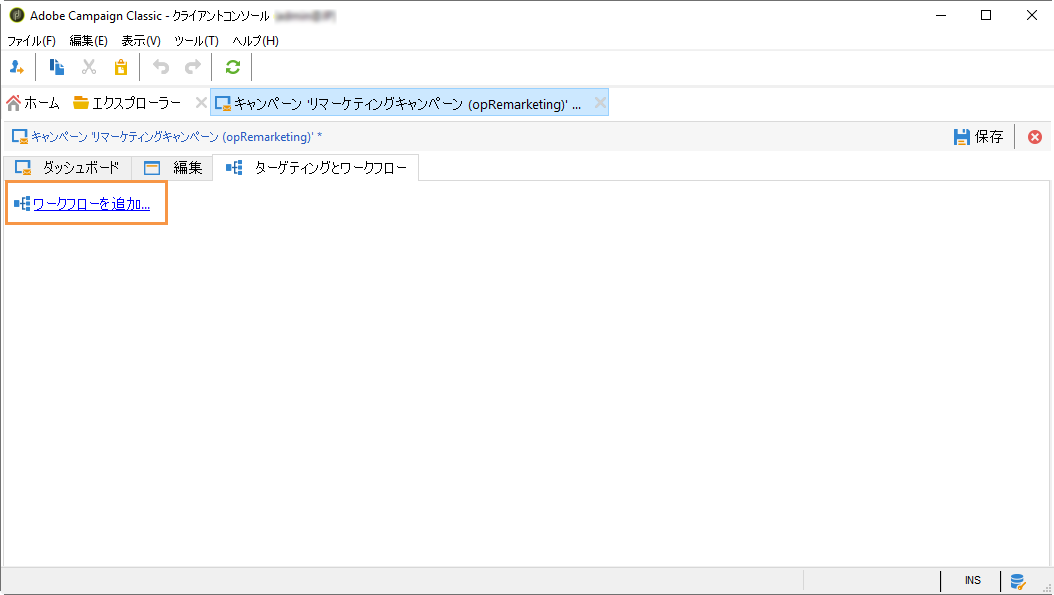 Adobe Campaign Classic - クライアントコンソール
ファイル(F) 編集(E) 表示(V) ツール(T) ヘルプ(H)
ホーム エクスプローラー キャンペーン 'リマーケティングキャンペーン (opRemarketing)' ...
キャンペーン 'リマーケティングキャンペーン (opRemarketing)' * 保存
ダッシュボード 編集 ターゲティングとワークフロー
ワークフローを追加...
INS